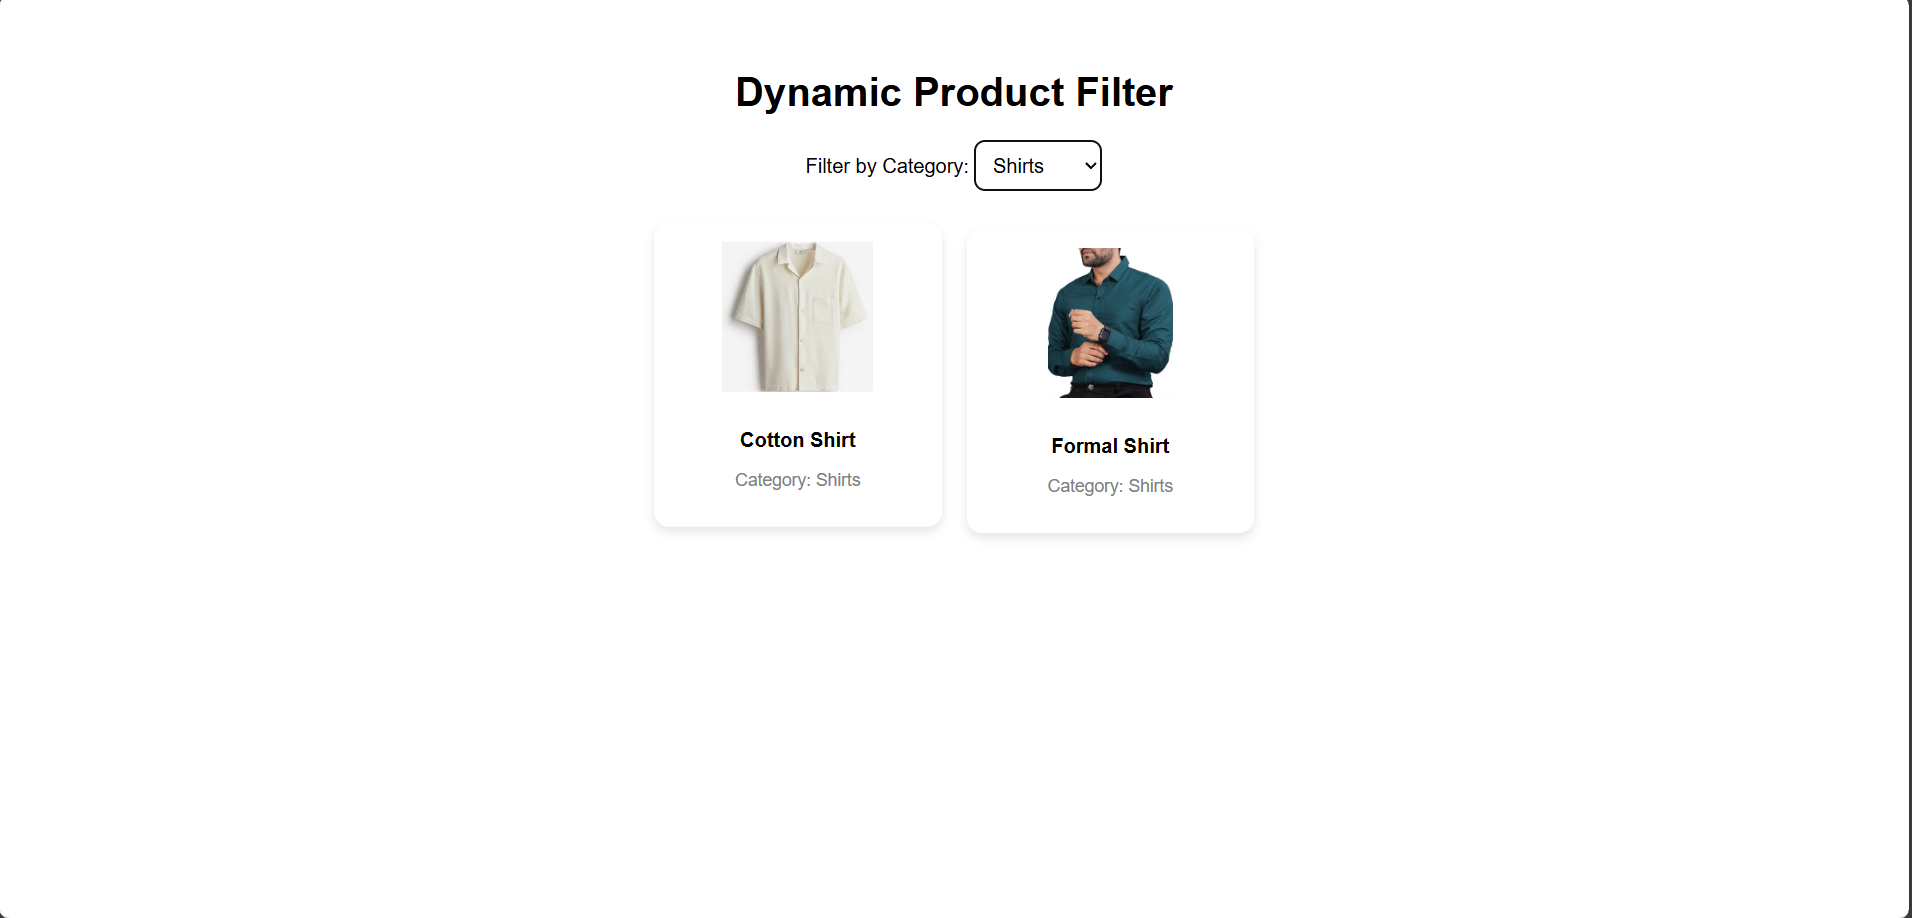 Dynamic Product Filter
Filter by Category: Shirts
Cotton Shirt
Category: Shirts
Formal Shirt
Category: Shirts